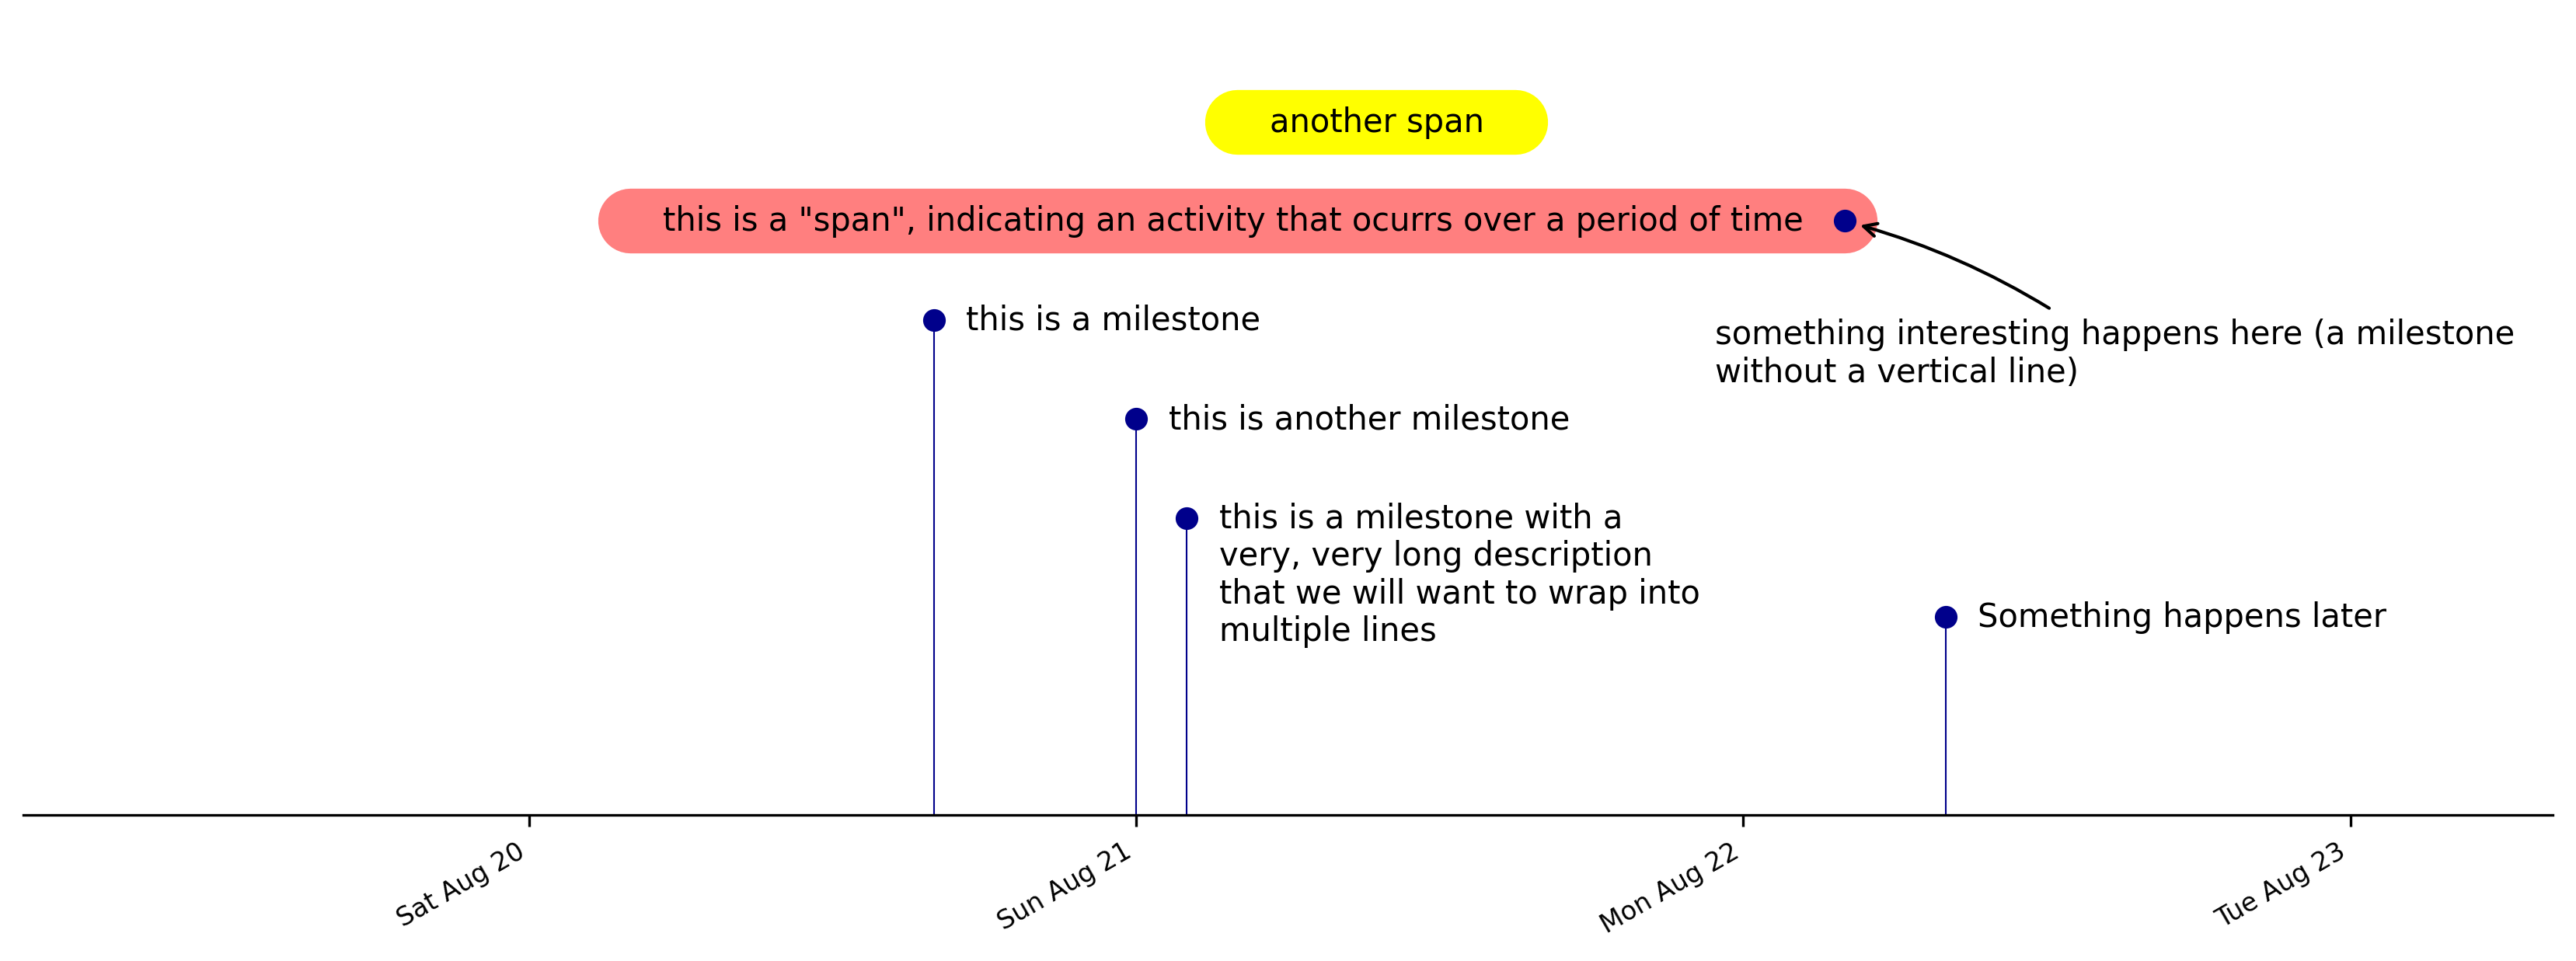 another span
this is a "span", indicating an activity that ocurrs over a period of time
this is a milestone
something interesting happens here (a milestone
without a vertical line)
this is another milestone
this is a milestone with a
very, very long description
that we will want to wrap into
multiple lines
Something happens later
Sat Aug 20
Sun Aug 21
Mon Aug 22
Tue Aug 23